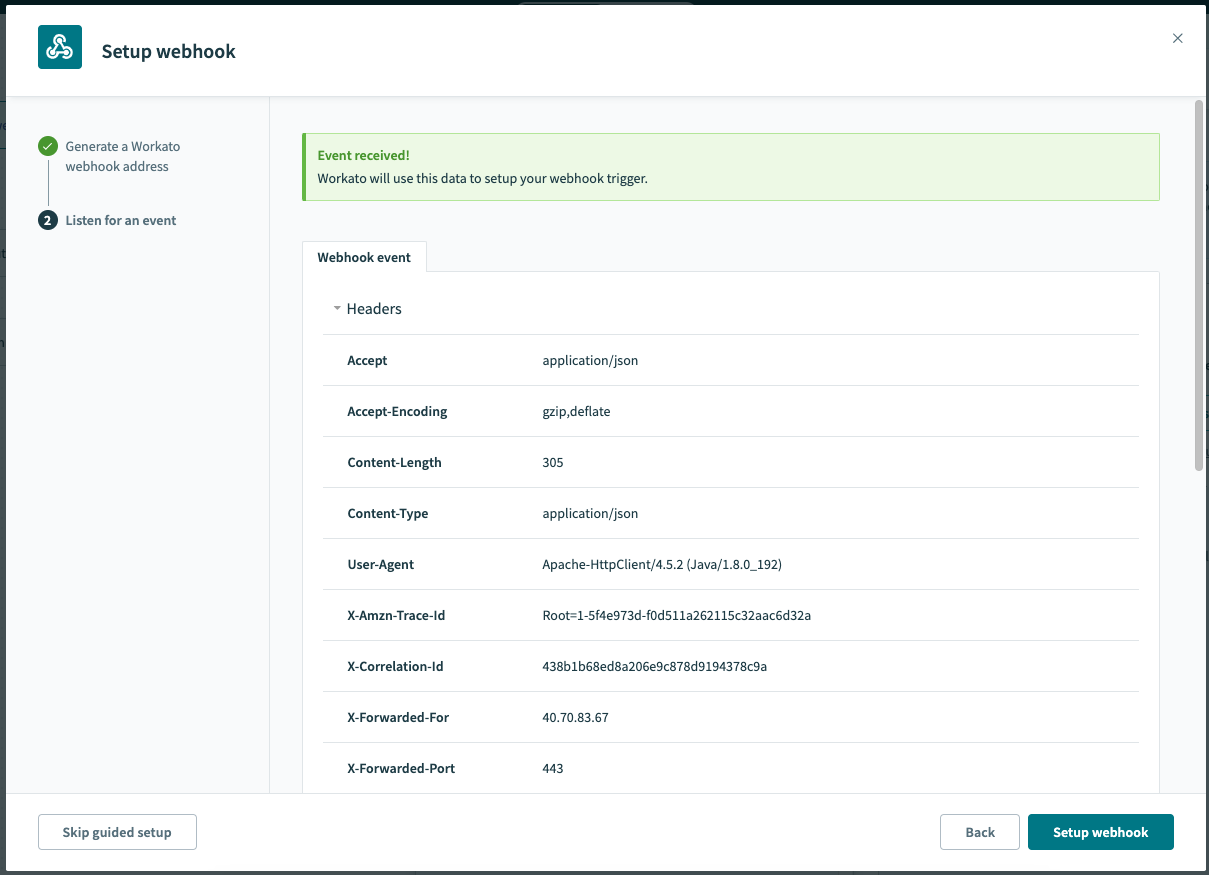 Setup webhook
Generate a Workato
webhook address
2 Listen for an event
Event received!
Workato will use this data to setup your webhook trigger.
Webhook event
Headers
Accept application/json
Accept-Encoding gzip,deflate
Content-Length 305
Content-Type application/json
User-Agent Apache-HttpClient/4.5.2 (Java/1.8.0_192)
X-Amzn-Trace-Id Root=1-5f4e973d-f0d511a262115c32aac6d32a
X-Correlation-Id 438b1b68ed8a206e9c878d9194378c9a
X-Forwarded-For 40.70.83.67
X-Forwarded-Port 443
Skip guided setup Back Setup webhook